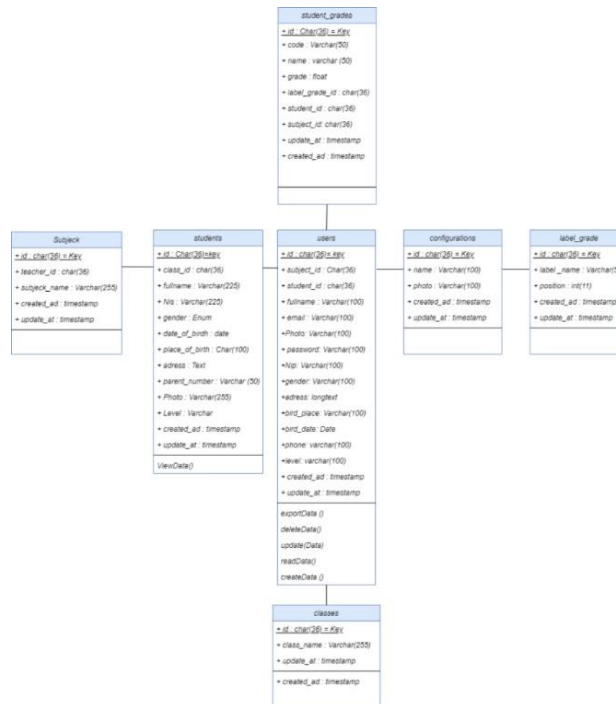 student_grades
+ id : Char(36) = Key
+ code : Varchar(50)
+ name : varchar (50)
+ grade : float
+ label_grade_id : char(36)
+ student_id : char(36)
+ subject_id: char(36)
+ update_at : timestamp
+ created_ad : timestamp
Subjeck
+ id : char(36) = Key
+ teacher_id : char(36)
+ subjeck_name : Varchar(255)
+ created_ad : timestamp
+ update_at : timestamp
students
+ id : Char(36)=key
+ class_id : char(36)
+ fullname : Varchar(225)
+ Nis : Varchar(225)
+ gender : Enum
+ date_of_birdh : date
+ place_of_birth : Char(100)
+ adress : Text
+ parent_number : Varchar (50)
+ Photo : Varchar(255)
+ Level : Varchar
+ created_ad : timestamp
+ update_at : timestamp
ViewData()
users
+ id : char(36)=key
+ subject_id : Char(36)
+ student_id : char(36)
+ fullname : Varchar(100)
+ email : Varchar(100)
+ Photo : Varchar(100)
+ password : Varchar(100)
+Nip : Varchar(100)
+gender : Varchar(100)
+adress: longtext
+bird_place: Varchar(100)
+bird_date: Date
+phone : varchar(100)
+level: varchar(100)
+ created_ad : timestamp
+ update_at : timestamp
exportData ()
deleteData()
update(Data)
readData()
createData ()
configurations
+ id : char(36) = Key
+ name : Varchar(100)
+ photo : Varchar(100)
+ created_ad : timestamp
+ update_at : timestamp
label_grade
+ id : char(36) = Key
+ label _name : Varchar(5
+ position : int(11)
+ created_ad : timestamp
+ update_at : timestamp
classes
+ id : char(36) = Key
+ class_name : Varchar(255)
+ update_at : timestamp
+ created_ad : timestamp